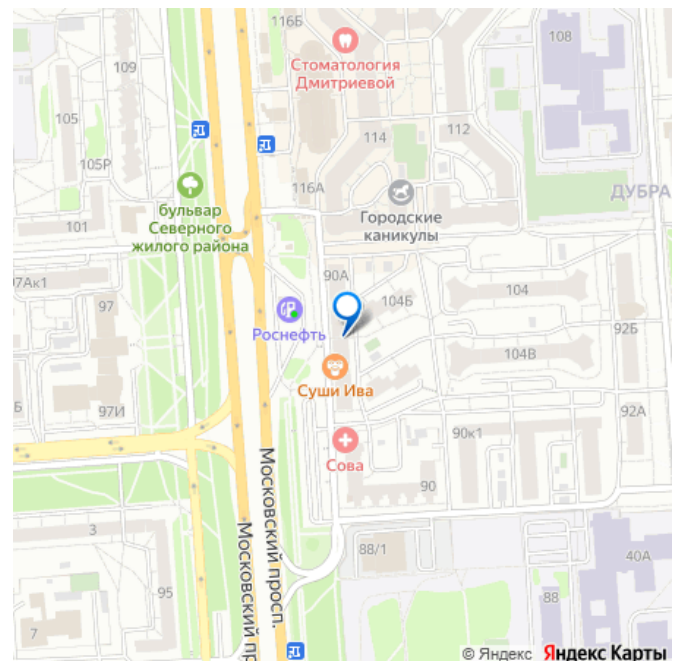 116Б
108
Стоматология
Дмитриевой
109
105
114
112
105Р
116А
ДУБРА
бульвар
Северного
жилого района
Городские
каникулы
101
90А
97Ак1
104
104Б
97
Роснефть
92Б
104В
Суши Ива
Б
97И
92А
90к1
Сова
Московский просп.
90
3
Московский пр
88/1
40А
95
88
7
© Яндекс Яндекс Карты